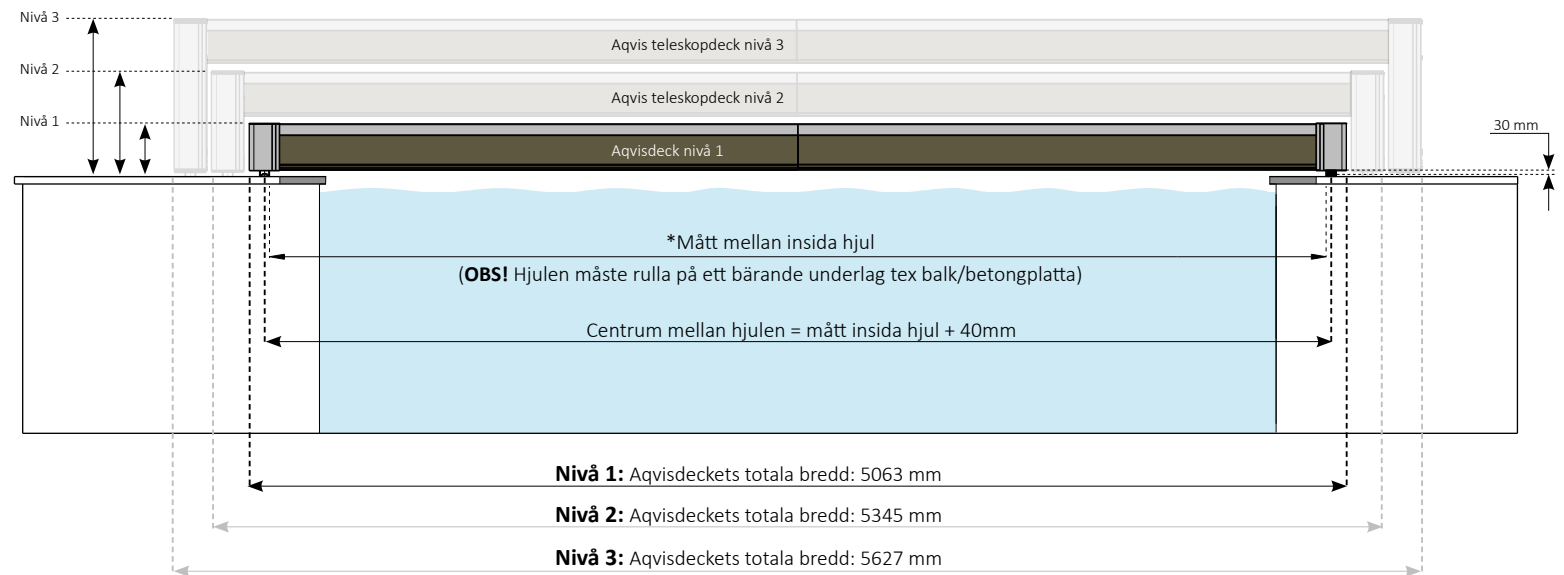 Nivå 3
Aqvis teleskopdeck nivå 3
Nivå 2
Aqvis teleskopdeck nivå 2
Nivå 1
30 mm
Aqvisdeck nivå 1
*Mått mellan insida hjul
(OBS! Hjulen måste rulla på ett bärande underlag tex balk/betongplatta)
Centrum mellan hjulen = mått insida hjul + 40mm
Nivå 1: Aqvisdeckets totala bredd: 5063 mm
Nivå 2: Aqvisdeckets totala bredd: 5345 mm
Nivå 3: Aqvisdeckets totala bredd: 5627 mm